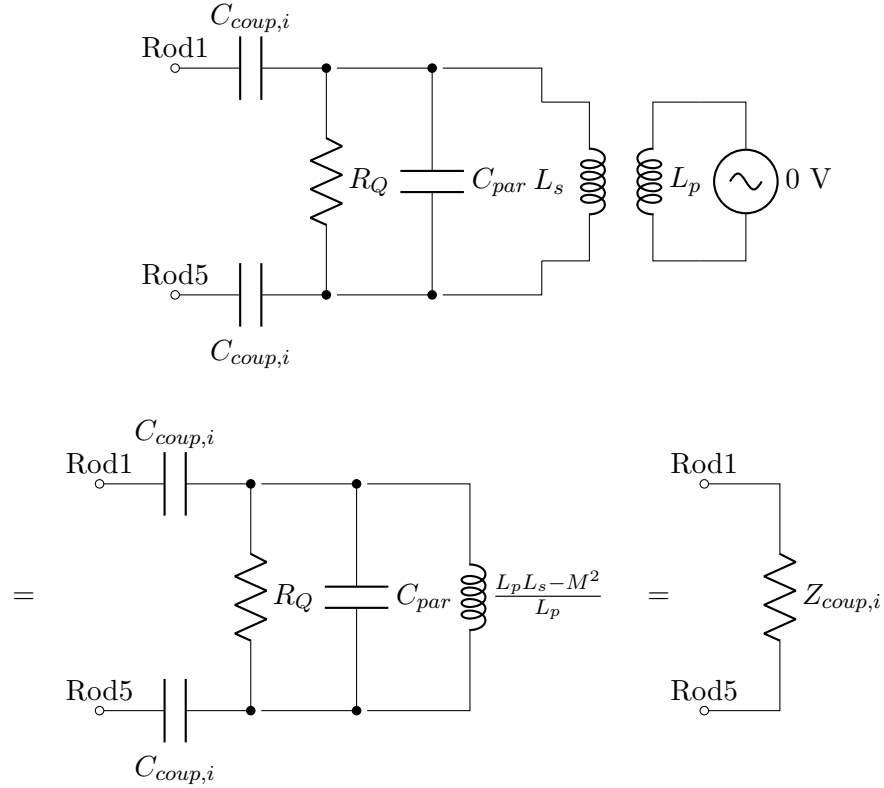 C_{coup,i}
Rod1
R_Q
C_{par}
L_s
L_p
0 V
Rod5
C_{coup,i}
C_{coup,i}
Rod1
Rod1
=
R_Q
C_{par}
\frac{L_p L_s - M^2}{L_p}
=
Z_{coup,i}
Rod5
Rod5
C_{coup,i}